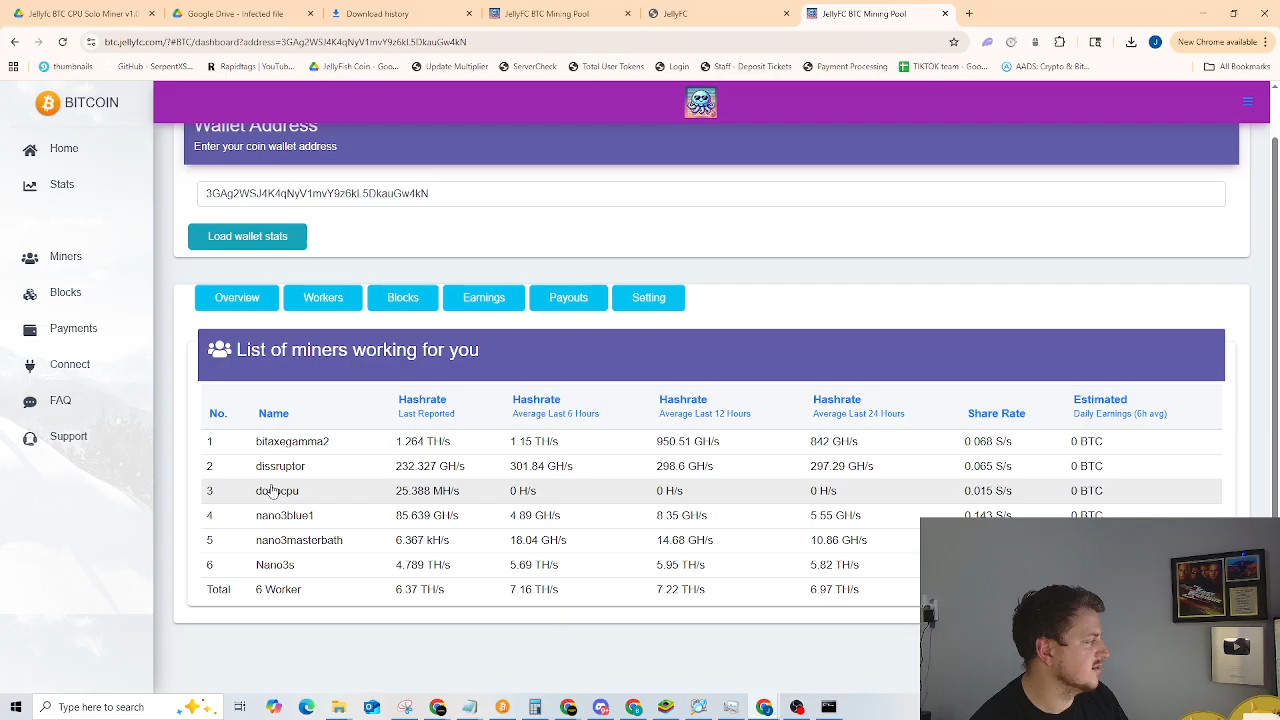 Jellyfc BTC CPU Solo Miner v1.0
Google Drive - Infected file
Download history
JellyFC BTC Mining Pool
JellyFC
JellyFC BTC Mining Pool
btc.jellyfc.com/?#BTC/dashboard?address=3GAg2WSJ4K4qNyV1mvY9z6kL5DkauGw4kN
New Chrome available
thumbnails
GitHub - SerpentXS...
Rapidtags | YouTub...
JellyFish Coin - Goo...
Update Multiplier
ServerCheck
Total User Tokens
Login
Staff - Deposit Tickets
Payment Processing
TIKTOK team - Goo...
AADS: Crypto & Bit...
All Bookmarks
BITCOIN
Home
Stats
Miners
Blocks
Payments
Connect
FAQ
Support
Wallet Address
Enter your coin wallet address
3GAg2WSJ4K4qNyV1mvY9z6kL5DkauGw4kN
Load wallet stats
Overview Workers Blocks Earnings Payouts Setting
List of miners working for you
No. Name Hashrate Last Reported Hashrate Average Last 6 Hours Hashrate Average Last 12 Hours Hashrate Average Last 24 Hours Share Rate Estimated Daily Earnings (6h avg)
1 bitaxegamma2 1.264 TH/s 1.15 TH/s 950.51 GH/s 842 GH/s 0.068 S/s 0 BTC
2 dissruptor 232.327 GH/s 301.84 GH/s 298.6 GH/s 297.29 GH/s 0.065 S/s 0 BTC
3 25.388 MH/s 0 H/s 0 H/s 0 H/s 0.015 S/s 0 BTC
4 nano3blue1 85.639 GH/s 4.89 GH/s 8.35 GH/s 5.55 GH/s 0.143 S/s 0 BTC
5 nano3masterbath 6.367 kH/s 18.04 GH/s 14.68 GH/s 10.86 GH/s
6 Nano3s 4.789 TH/s 5.69 TH/s 5.95 TH/s 5.82 TH/s
Total 6 Worker 6.37 TH/s 7.16 TH/s 7.22 TH/s 6.97 TH/s
Type here to search